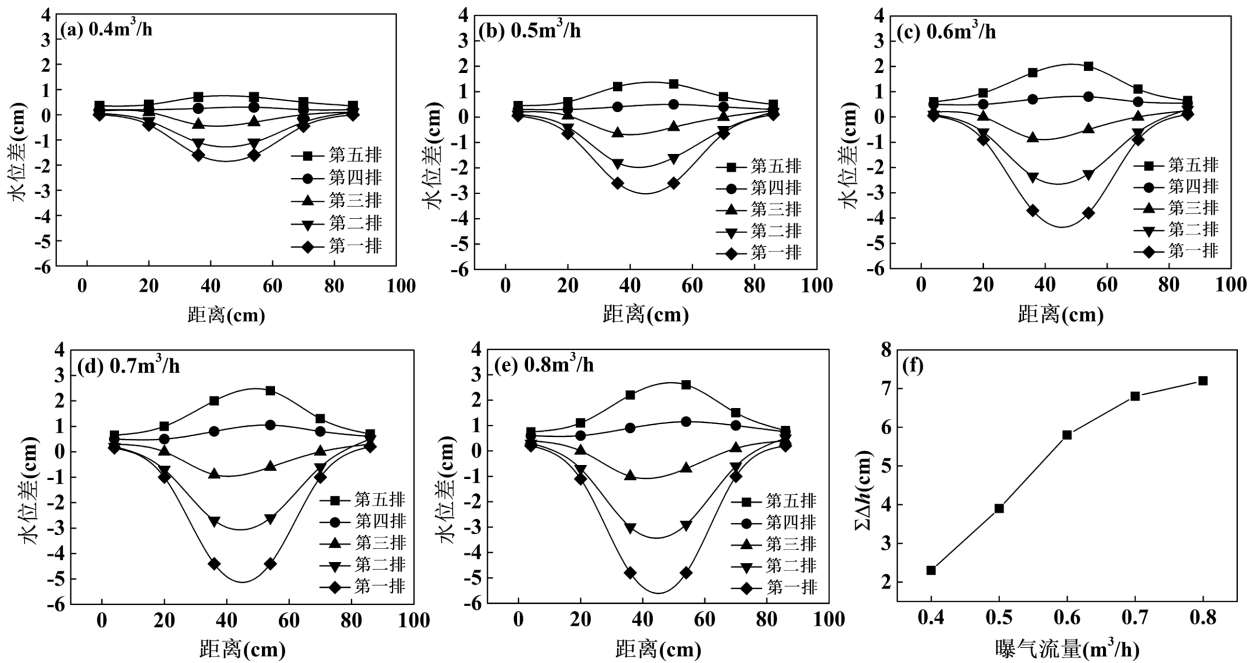 (a) 0.4m³/h
水位差(cm)
4
3
2
1
0
-1
-2
-3
-4
-5
-6
第五排
第四排
第三排
第二排
第一排
0 20 40 60 80 100
距离(cm)
(b) 0.5m³/h
水位差(cm)
4
3
2
1
0
-1
-2
-3
-4
-5
-6
第五排
第四排
第三排
第二排
第一排
0 20 40 60 80 100
距离(cm)
(c) 0.6m³/h
水位差(cm)
4
3
2
1
0
-1
-2
-3
-4
-5
-6
第五排
第四排
第三排
第二排
第一排
0 20 40 60 80 100
距离(cm)
(d) 0.7m³/h
水位差(cm)
4
3
2
1
0
-1
-2
-3
-4
-5
-6
第五排
第四排
第三排
第二排
第一排
0 20 40 60 80 100
距离(cm)
(e) 0.8m³/h
水位差(cm)
4
3
2
1
0
-1
-2
-3
-4
-5
-6
第五排
第四排
第三排
第二排
第一排
0 20 40 60 80 100
距离(cm)
(f)
ΣΔh(cm)
8
7
6
5
4
3
2
0.4 0.5 0.6 0.7 0.8
曝气流量(m³/h)